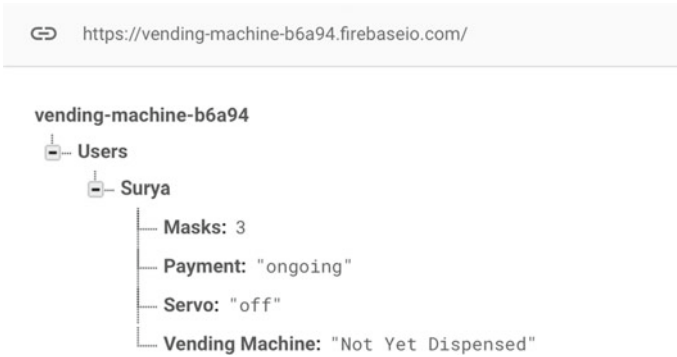 https://vending-machine-b6a94.firebaseio.com/
vending-machine-b6a94
Users
Surya
Masks: 3
Payment: "ongoing"
Servo: "off"
Vending Machine: "Not Yet Dispensed"